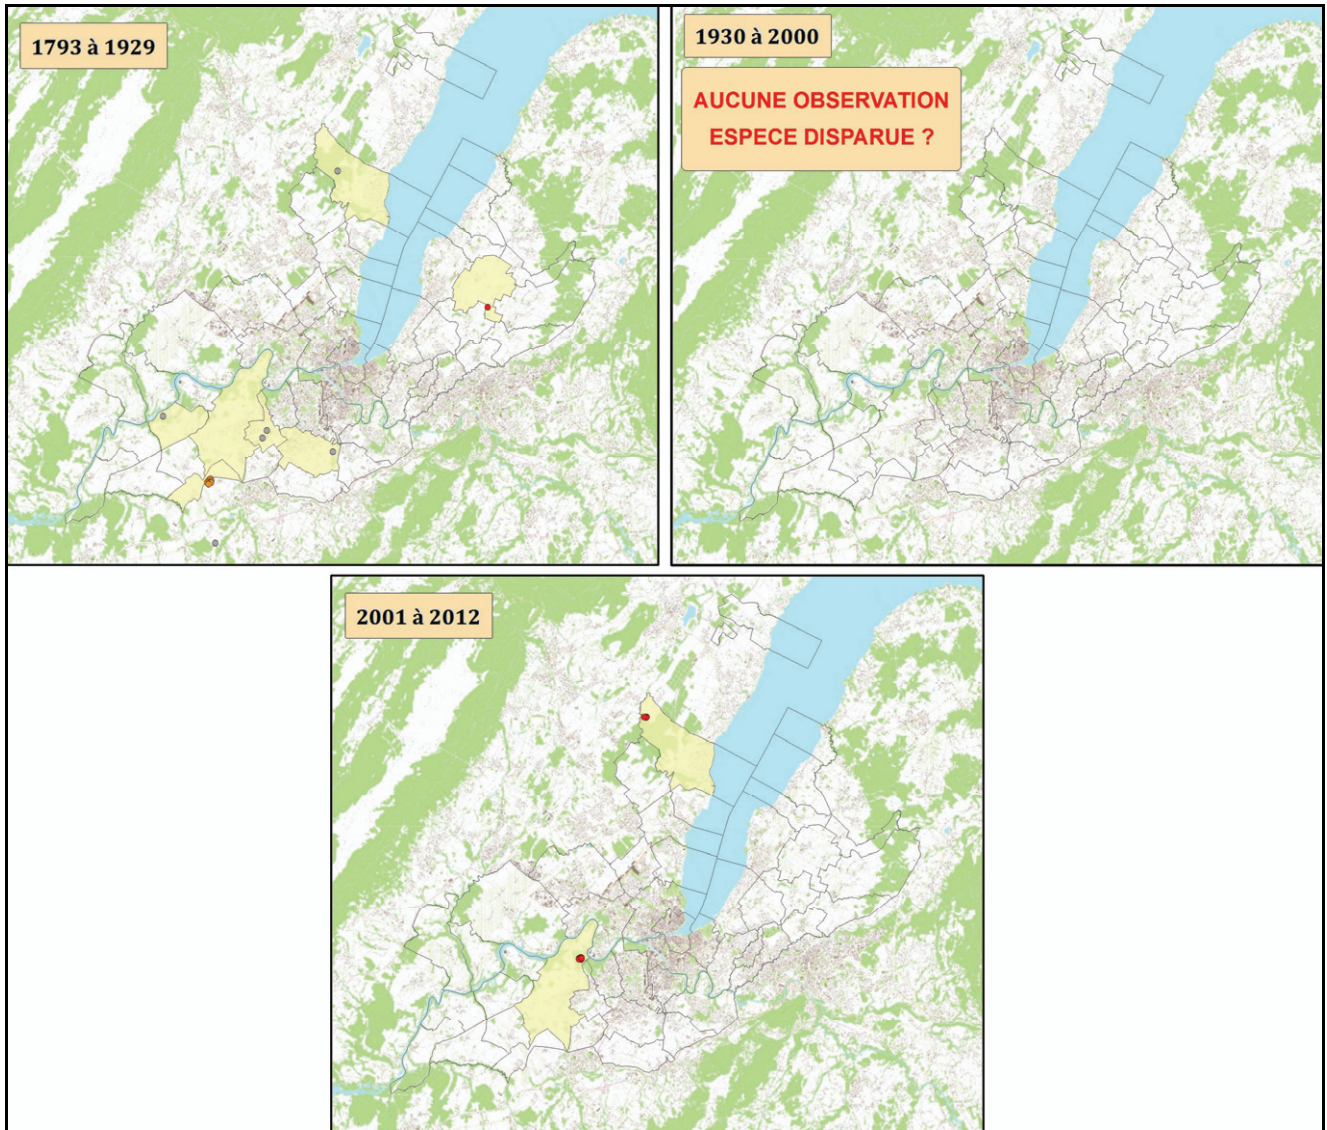 1793 à 1929
1930 à 2000
AUCUNE OBSERVATION
ESPECE DISPARUE ?
2001 à 2012